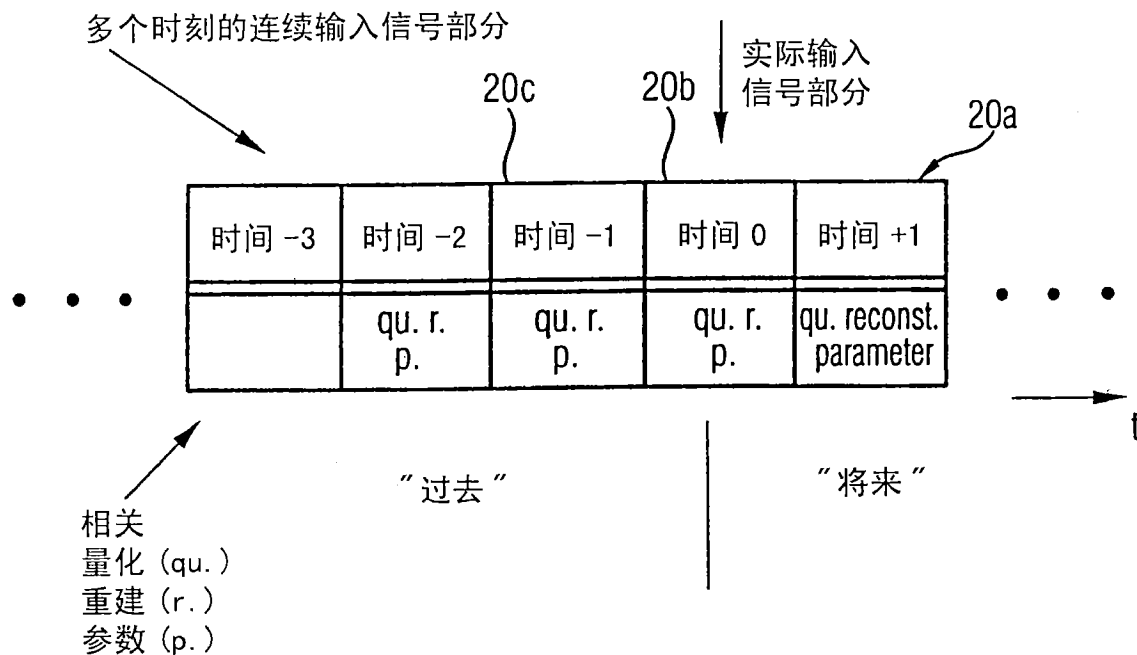 多个时刻的连续输入信号部分
实际输入
信号部分
20c
20b
20a
时间 -3
时间 -2
时间 -1
时间 0
时间 +1
qu. r.
p.
qu. r.
p.
qu. r.
p.
qu. reconst.
parameter
t
"过去"
"将来"
相关
量化 (qu.)
重建 (r.)
参数 (p.)